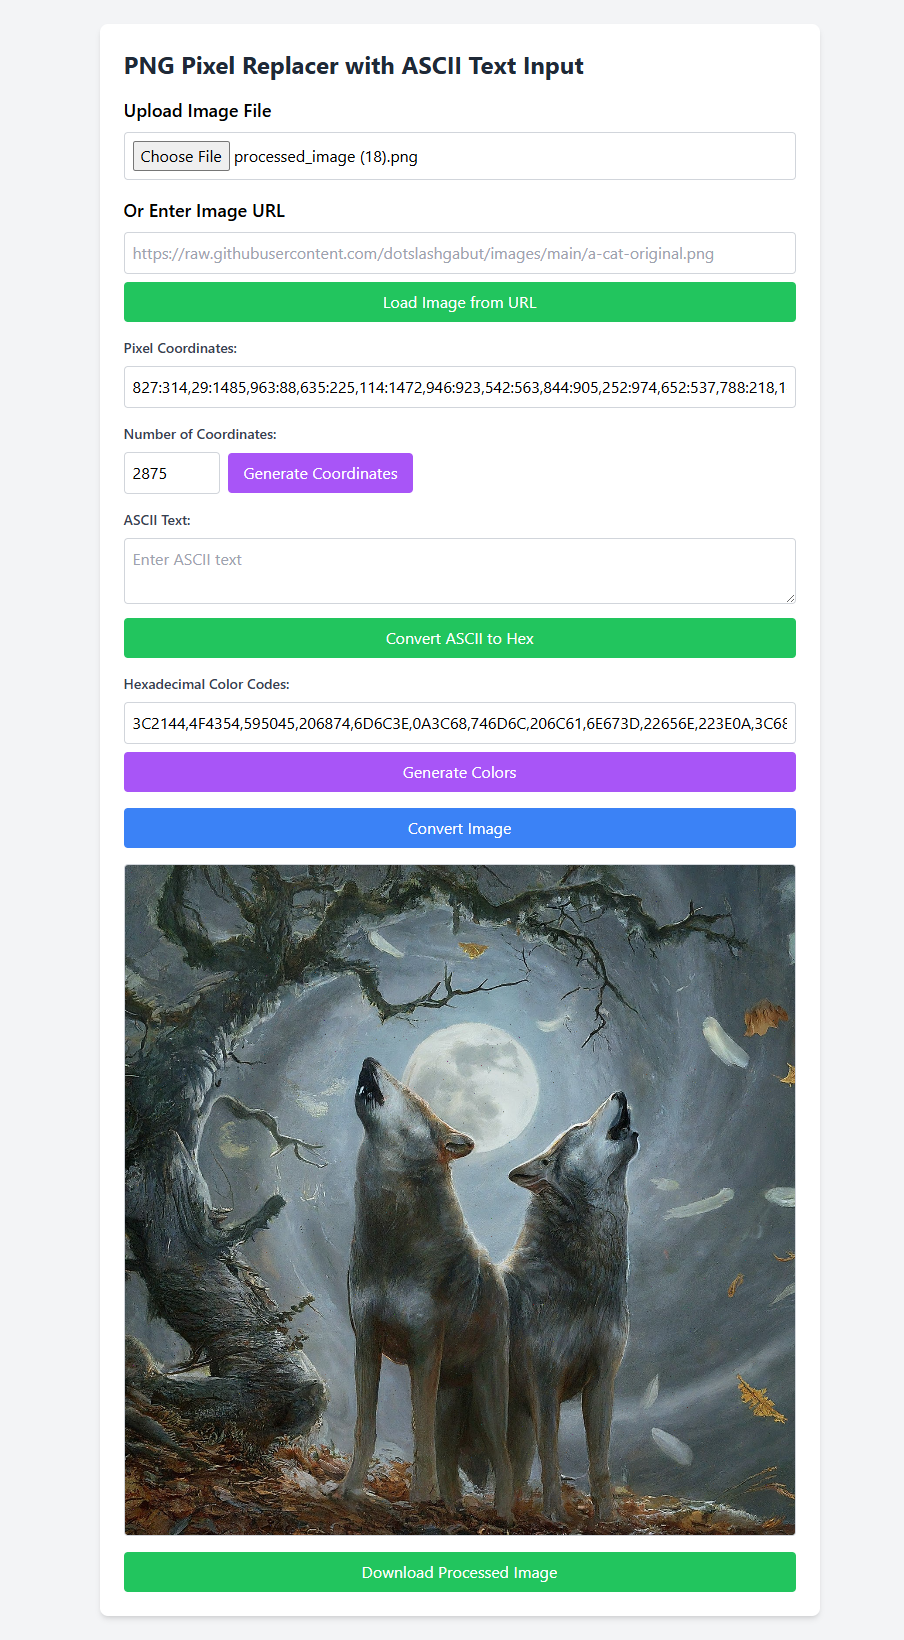 PNG Pixel Replacer with ASCII Text Input
Upload Image File
Choose File processed_image (18).png
Or Enter Image URL
https://raw.githubusercontent.com/dotslashgabut/images/main/a-cat-original.png
Load Image from URL
Pixel Coordinates:
827:314,29:1485,963:88,635:225,114:1472,946:923,542:563,844:905,252:974,652:537,788:218,1
Number of Coordinates:
2875 Generate Coordinates
ASCII Text:
Enter ASCII text
Convert ASCII to Hex
Hexadecimal Color Codes:
3C2144,4F4354,595045,206874,6D6C3E,0A3C68,746D6C,206C61,6E673D,22656E,223E0A,3C68
Generate Colors
Convert Image
Download Processed Image